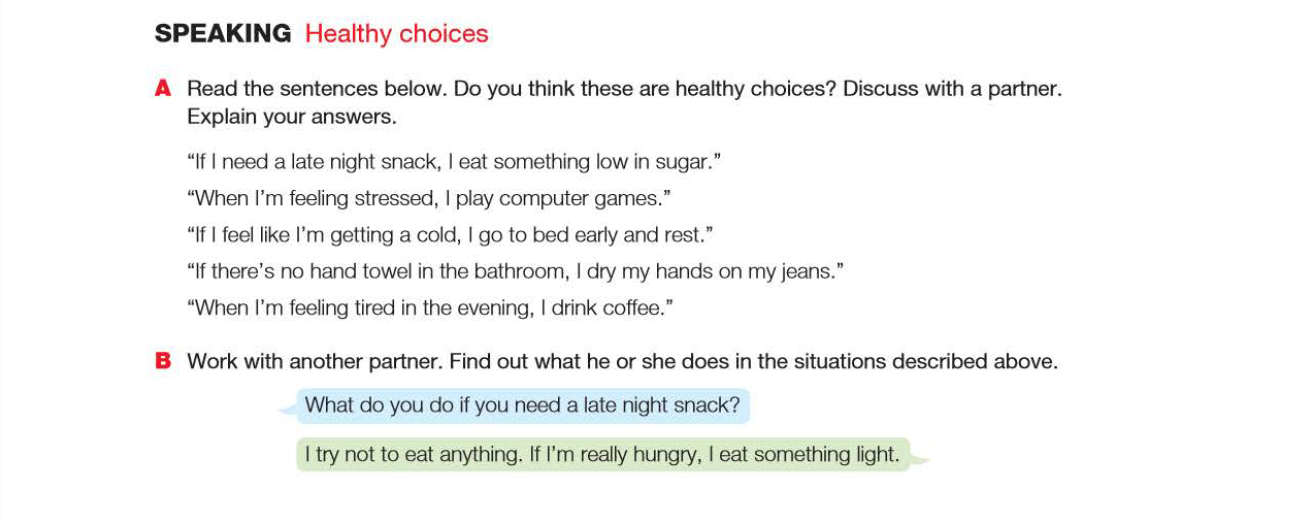 SPEAKING Healthy choices
A Read the sentences below. Do you think these are healthy choices? Discuss with a partner.
Explain your answers.
“If I need a late night snack, I eat something low in sugar.”
“When I’m feeling stressed, I play computer games.”
“If I feel like I’m getting a cold, I go to bed early and rest.”
“If there’s no hand towel in the bathroom, I dry my hands on my jeans.”
“When I’m feeling tired in the evening, I drink coffee.”
B Work with another partner. Find out what he or she does in the situations described above.
What do you do if you need a late night snack?
I try not to eat anything. If I’m really hungry, I eat something light.